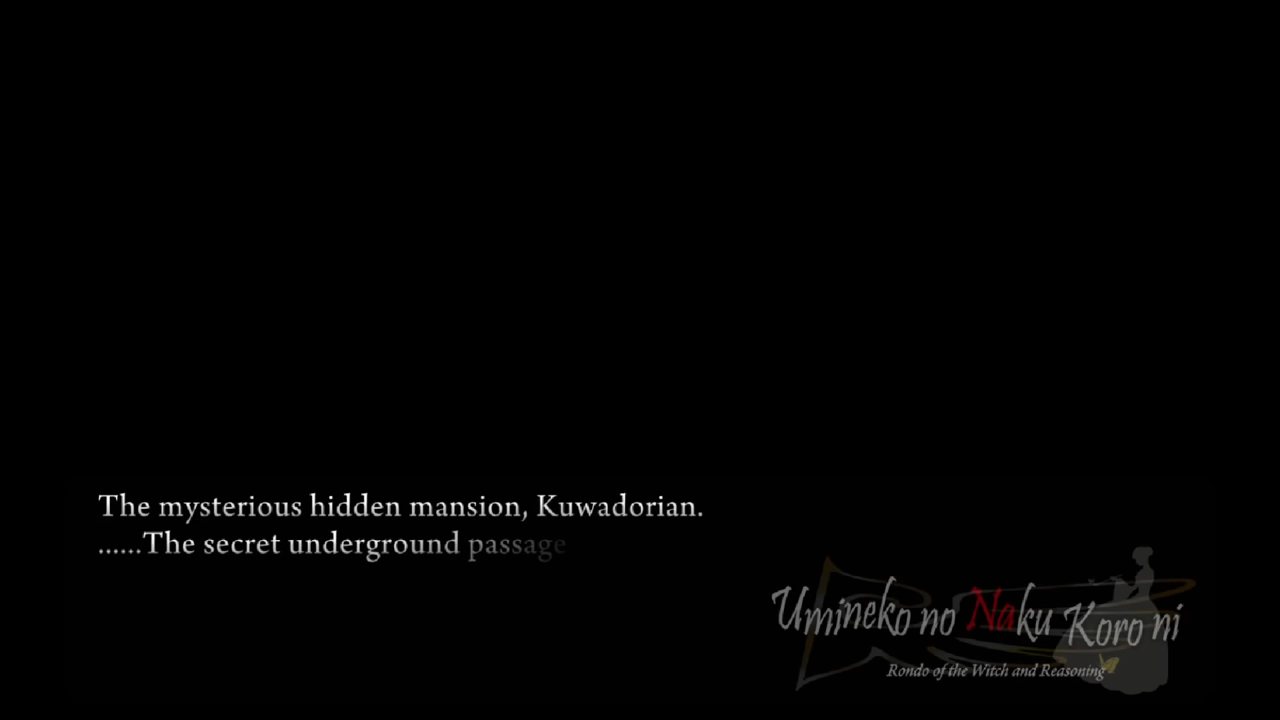 The mysterious hidden mansion, Kuwadorian.
......The secret underground passage
Umineko no Naku Koro ni
Rondo of the Witch and Reasoning